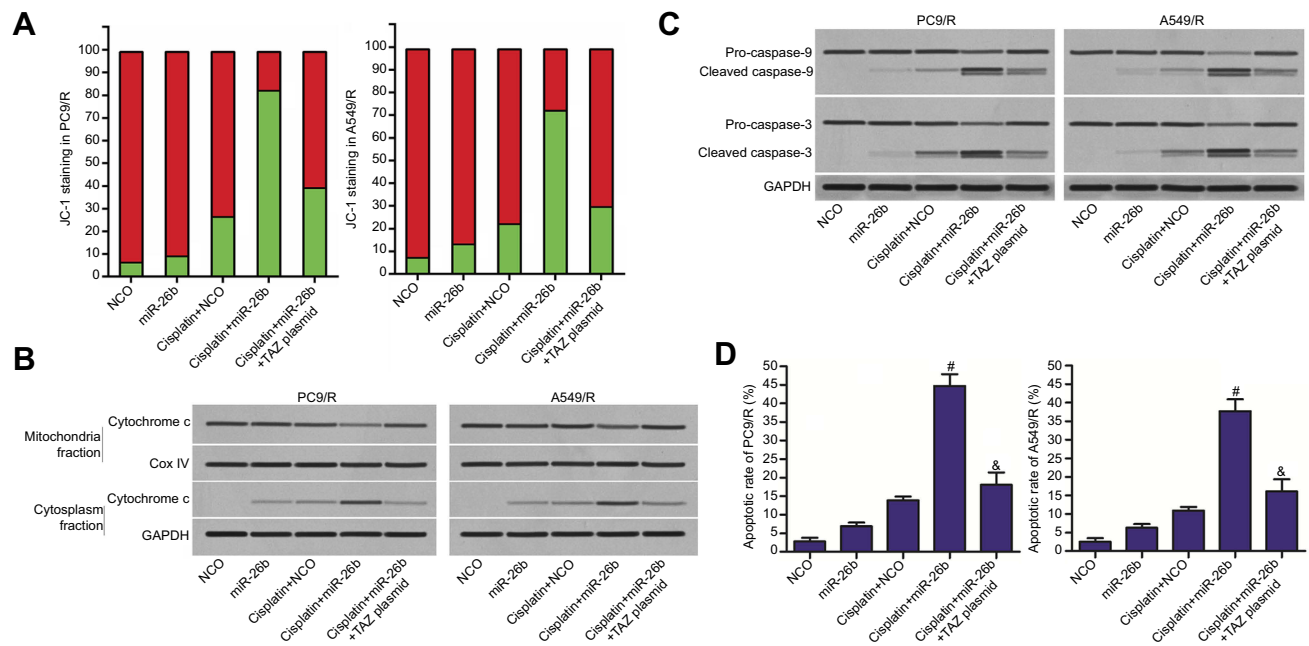 A
JC-1 staining in PC9/R
100
90
80
70
60
50
40
30
20
10
0
NCO
miR-26b
Cisplatin+NCO
Cisplatin+miR-26b
Cisplatin+miR-26b
+TAZ plasmid
JC-1 staining in A549/R
100
90
80
70
60
50
40
30
20
10
0
NCO
miR-26b
Cisplatin+NCO
Cisplatin+miR-26b
Cisplatin+miR-26b
+TAZ plasmid
B
PC9/R
A549/R
Mitochondria
fraction
Cytochrome c
Cox IV
Cytoplasm
fraction
Cytochrome c
GAPDH
NCO
miR-26b
Cisplatin+NCO
Cisplatin+miR-26b
Cisplatin+miR-26b
+TAZ plasmid
NCO
miR-26b
Cisplatin+NCO
Cisplatin+miR-26b
Cisplatin+miR-26b
+TAZ plasmid
C
PC9/R
A549/R
Pro-caspase-9
Cleaved caspase-9
Pro-caspase-3
Cleaved caspase-3
GAPDH
NCO
miR-26b
Cisplatin+NCO
Cisplatin+miR-26b
Cisplatin+miR-26b
+TAZ plasmid
NCO
miR-26b
Cisplatin+NCO
Cisplatin+miR-26b
Cisplatin+miR-26b
+TAZ plasmid
D
Apoptotic rate of PC9/R (%)
50
45
40
35
30
25
20
15
10
5
0
#
&
NCO
miR-26b
Cisplatin+NCO
Cisplatin+miR-26b
Cisplatin+miR-26b
+TAZ plasmid
Apoptotic rate of A549/R (%)
50
45
40
35
30
25
20
15
10
5
0
#
&
NCO
miR-26b
Cisplatin+NCO
Cisplatin+miR-26b
Cisplatin+miR-26b
+TAZ plasmid